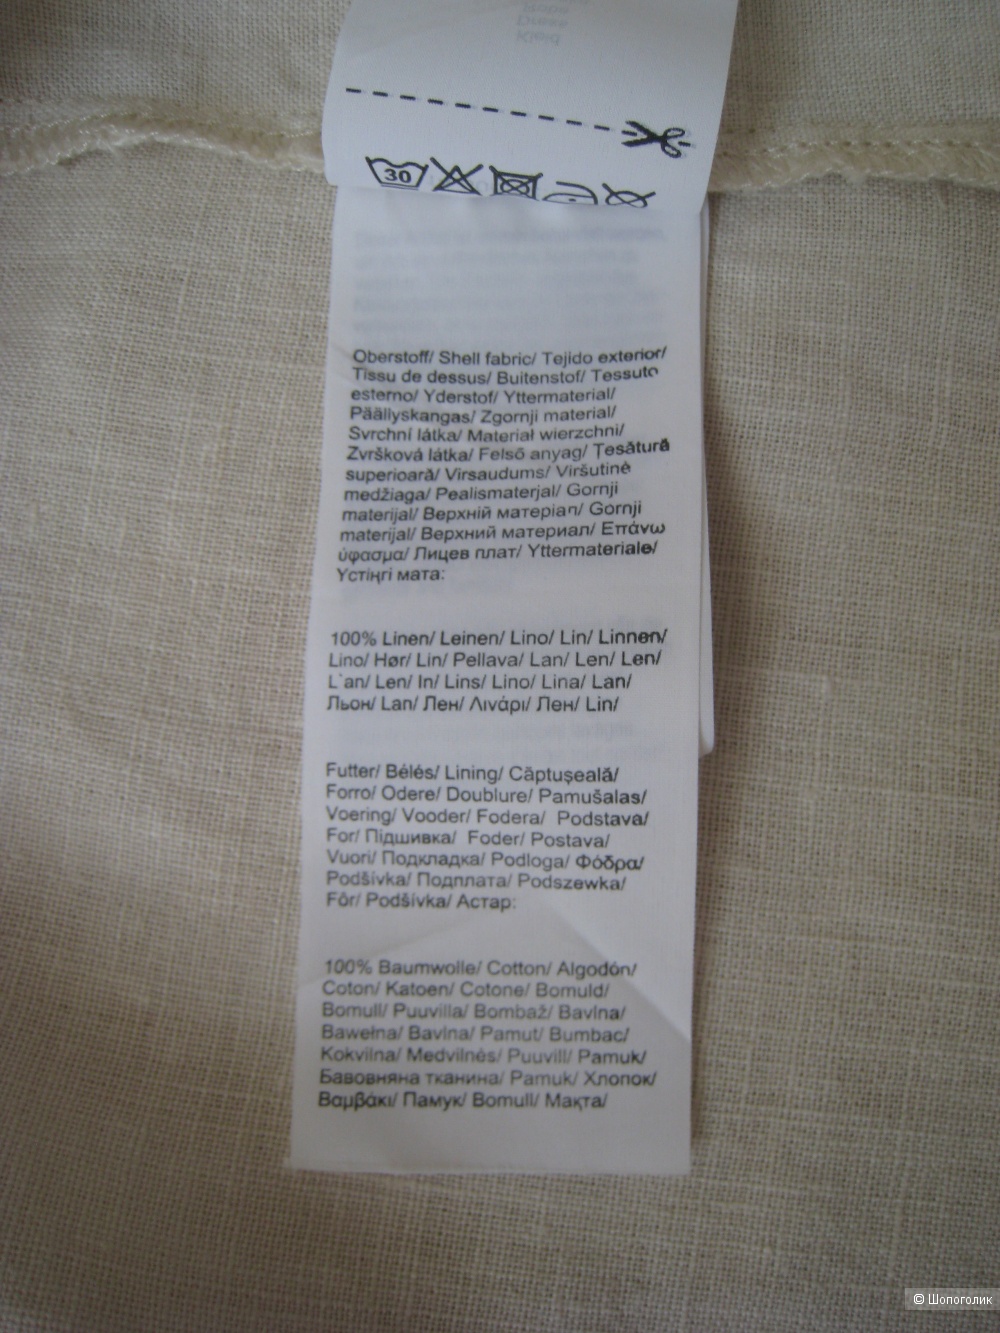 Kleid
30
Oberstoff/ Shell fabric/ Tejido exterior/
Tissu de dessus/ Buitenstof/ Tessuto
esterno/ Yderstof/ Yttermaterial/
Päällyskangas/ Zgornji material/
Svrchní látka/ Materiał wierzchni/
Zvršková látka/ Felső anyag/ Țesătură
superioară/ Virsaudums/ Viršutinė
medžiaga/ Pealismaterjal/ Gornji
materijal/ Верхній матеріал/ Gornji
materijal/ Верхний материал/ Επάνω
ύφασμα/ Лицев плат/ Yttermateriale/
Үстіңгі мата:
100% Linen/ Leinen/ Lino/ Lin/ Linnen/
Lino/ Hør/ Lin/ Pellava/ Lan/ Len/ Len/
L`an/ Len/ In/ Lins/ Lino/ Lina/ Lan/
Льон/ Lan/ Лен/ Λινάρι/ Лен/ Lin/
Futter/ Bélés/ Lining/ Căptuşeală/
Forro/ Odere/ Doublure/ Pamušalas/
Voering/ Vooder/ Fodera/ Podstava/
For/ Підшивка/ Foder/ Postava/
Vuori/ Подкладка/ Podloga/ Φόδρα/
Podšívka/ Подплата/ Podszewka/
Fôr/ Podšívka/ Астар:
100% Baumwolle/ Cotton/ Algodón/
Coton/ Katoen/ Cotone/ Bomuld/
Bomull/ Puuvilla/ Bombaž/ Bavlna/
Bawełna/ Bavlna/ Pamut/ Bumbac/
Kokvilna/ Medvilnės/ Puuvill/ Pamuk/
Бавовняна тканина/ Pamuk/ Хлопок/
Βαμβάκι/ Памук/ Bomull/ Мақта/
© Шопоголик